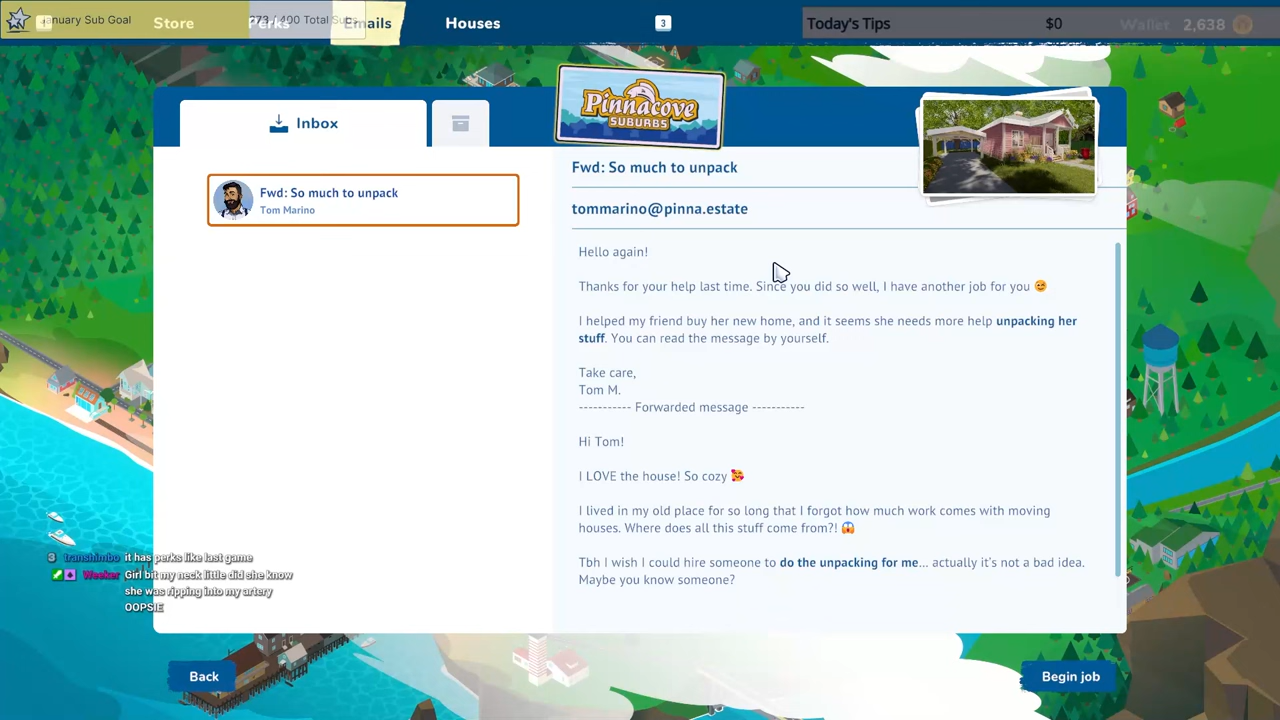 January Sub Goal
273 / 400 Total Subs
Store
Perks
Emails
Houses
3
Today's Tips
$0
Wallet 2,638
Inbox
Pinnacove
SUBURBS
Fwd: So much to unpack
Tom Marino
Fwd: So much to unpack
tommarino@pinna.estate
Hello again!
Thanks for your help last time. Since you did so well, I have another job for you 😊
I helped my friend buy her new home, and it seems she needs more help unpacking her
stuff. You can read the message by yourself.
Take care,
Tom M.
----------- Forwarded message -----------
Hi Tom!
I LOVE the house! So cozy 🥰
I lived in my old place for so long that I forgot how much work comes with moving
houses. Where does all this stuff come from?! 😱
Tbh I wish I could hire someone to do the unpacking for me... actually it's not a bad idea.
Maybe you know someone?
3 transhimbo it has perks like last game
Weeker Girl bit my neck little did she know
she was ripping into my artery
OOPSIE
Back
Begin job